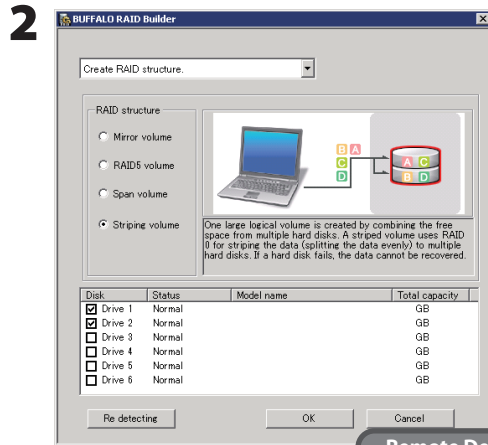 2
BUFFALO RAID Builder
Create RAID structure.
RAID structure
Mirror volume
RAID5 volume
Span volume
Striping volume
B A
C
D
A C
B D
One large logical volume is created by combining the free
space from multiple hard disks. A striped volume uses RAID
0 for striping the data (splitting the data evenly) to multiple
hard disks. If a hard disk fails, the data cannot be recovered.
Disk Status Model name Total capacity
Drive 1 Normal GB
Drive 2 Normal GB
Drive 3 Normal GB
Drive 4 Normal GB
Drive 5 Normal GB
Drive 6 Normal GB
Re detecting OK Cancel